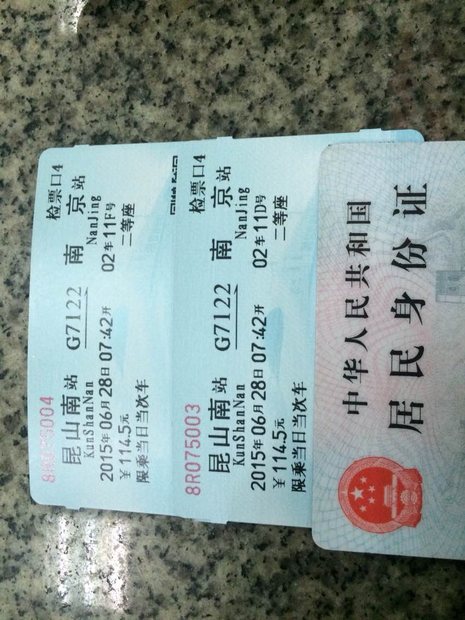 8R075004
检票口4
昆山南站 G7122 南京站
KunShanNan NanJing
2015年06月28日07:42开 02车11F号
￥114.5元 二等座
限乘当日当次车
8R075003
检票口4
昆山南站 G7122 南京站
KunShanNan NanJing
2015年06月28日07:42开 02车11D号
￥114.5元 二等座
限乘当日当次车
中华人民共和国
居民身份证